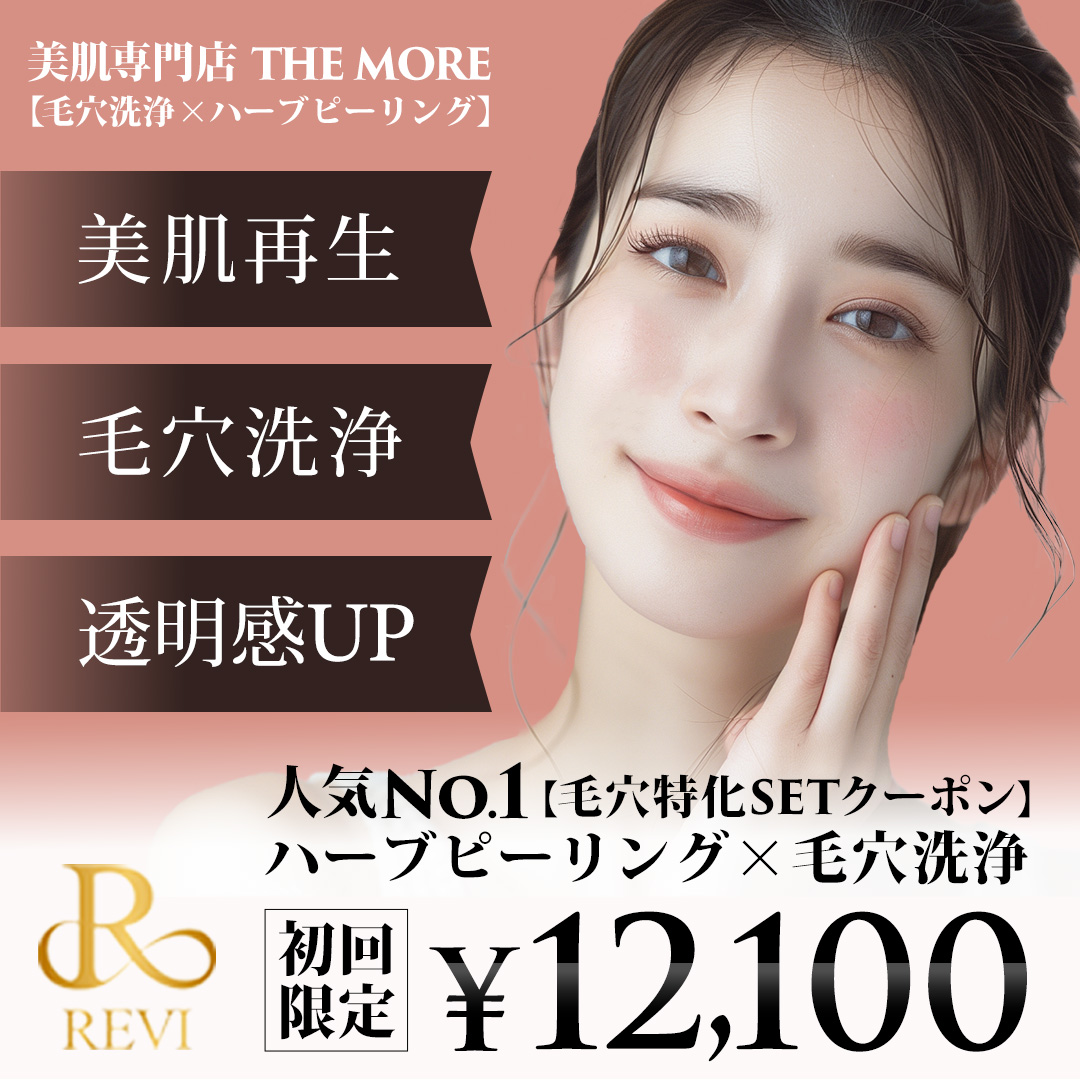 美肌専門店 THE MORE
【毛穴洗浄×ハーブピーリング】
美肌再生
毛穴洗浄
透明感UP
人気No.1【毛穴特化SETクーポン】
ハーブピーリング×毛穴洗浄
初回
限定
¥12,100
R
REVI